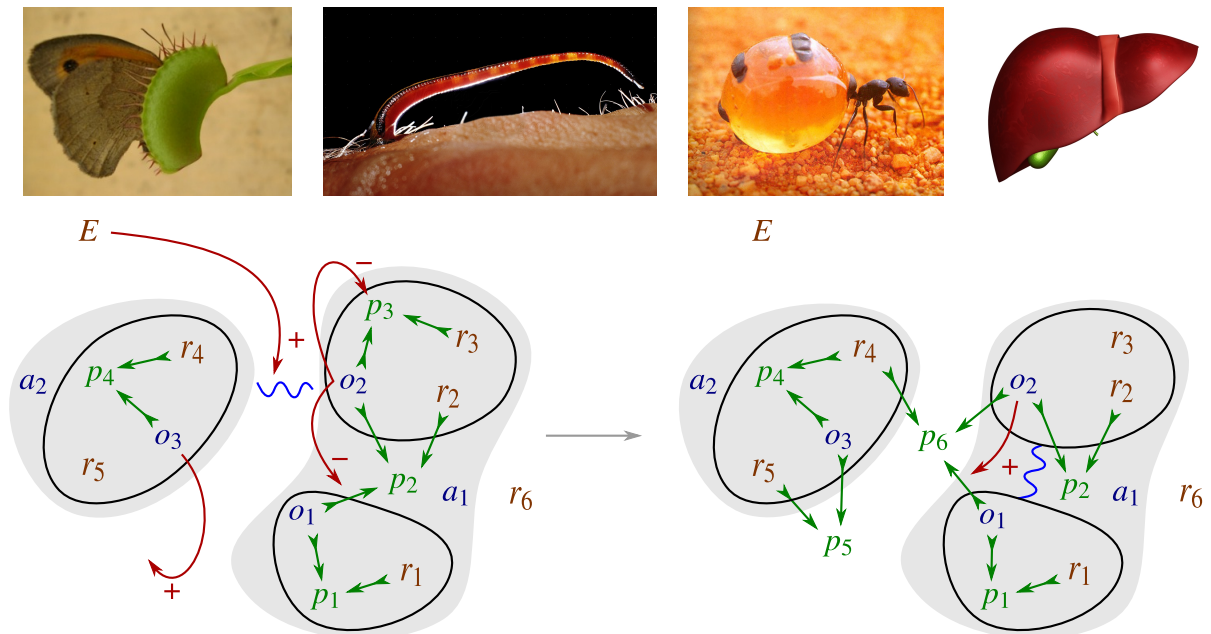 E E
− p₃ r₃ + r₄ p₄ a₂ o₂ r₂ o₃ r₅ − p₂ a₁ r₆ o₁ r₁ p₁ +
r₃ r₄ p₄ a₂ o₂ r₂ o₃ p₆ r₅ + p₂ a₁ r₆ o₁ p₅ r₁ p₁